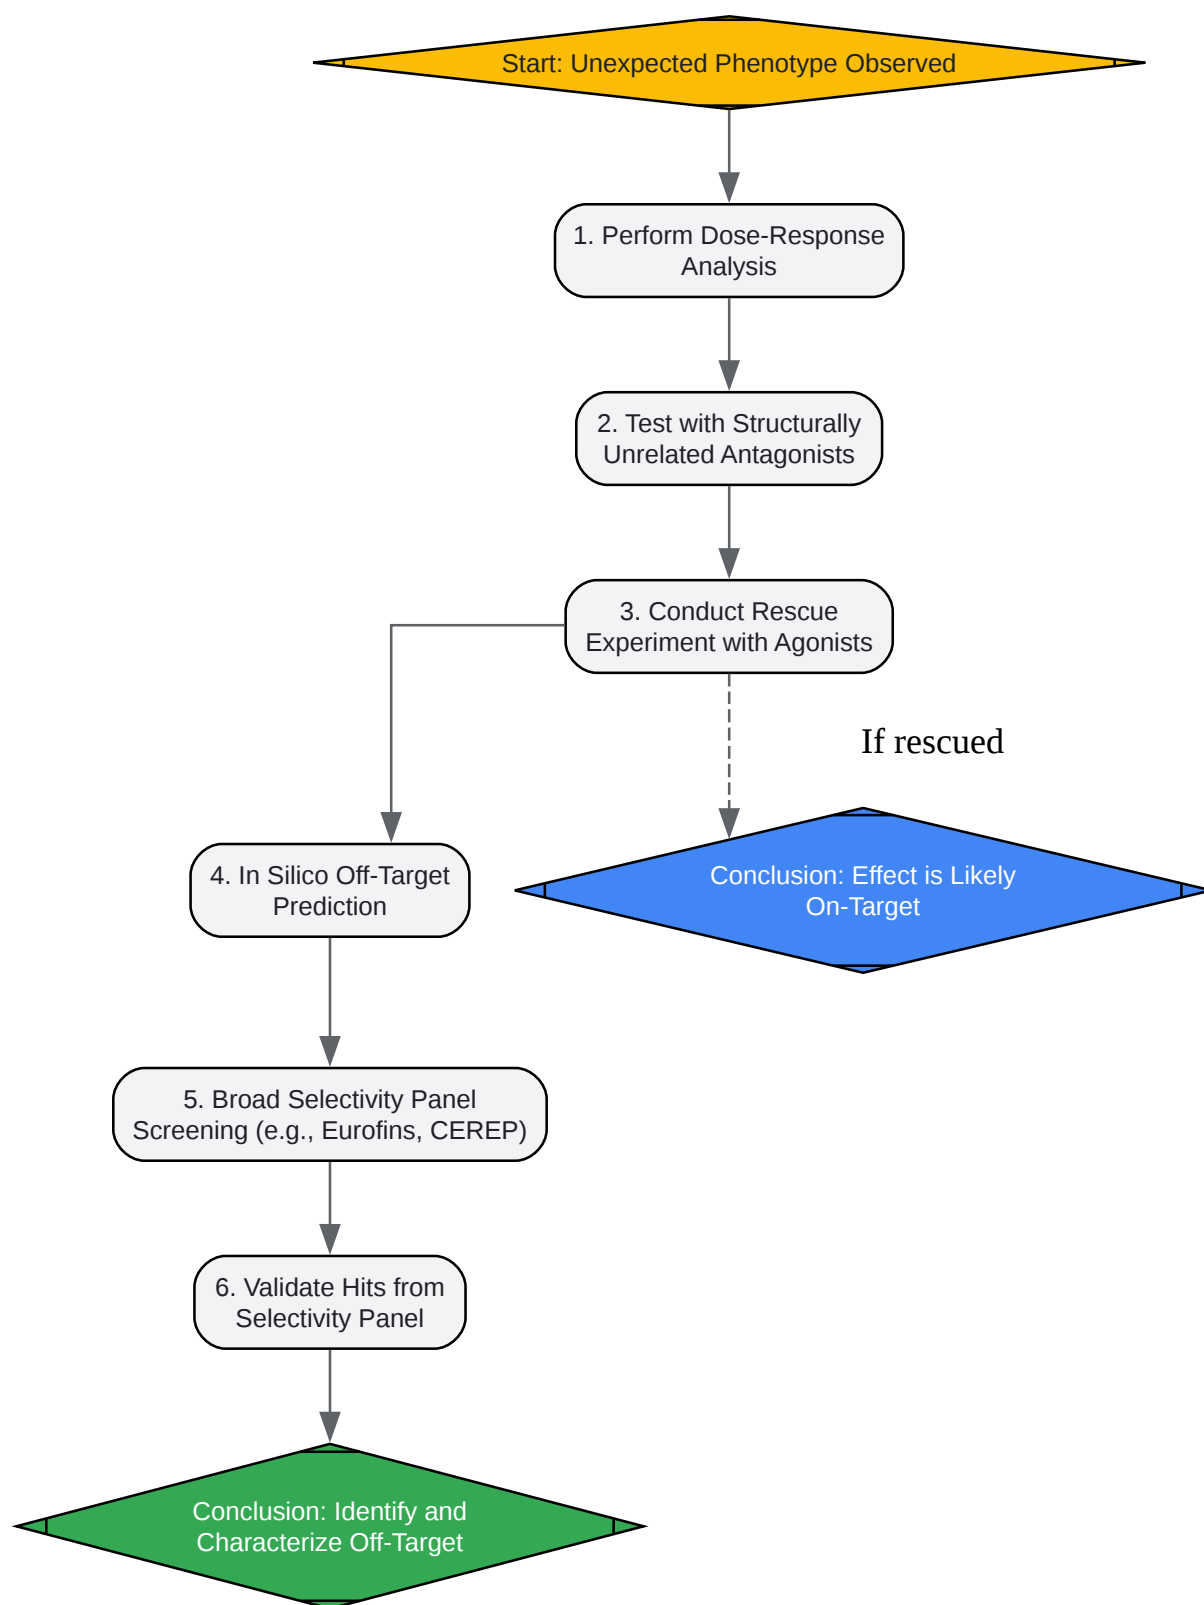 Start: Unexpected Phenotype Observed
1. Perform Dose-Response
Analysis
2. Test with Structurally
Unrelated Antagonists
3. Conduct Rescue
Experiment with Agonists
If rescued
4. In Silico Off-Target
Prediction
Conclusion: Effect is Likely
On-Target
5. Broad Selectivity Panel
Screening (e.g., Eurofins, CEREP)
6. Validate Hits from
Selectivity Panel
Conclusion: Identify and
Characterize Off-Target